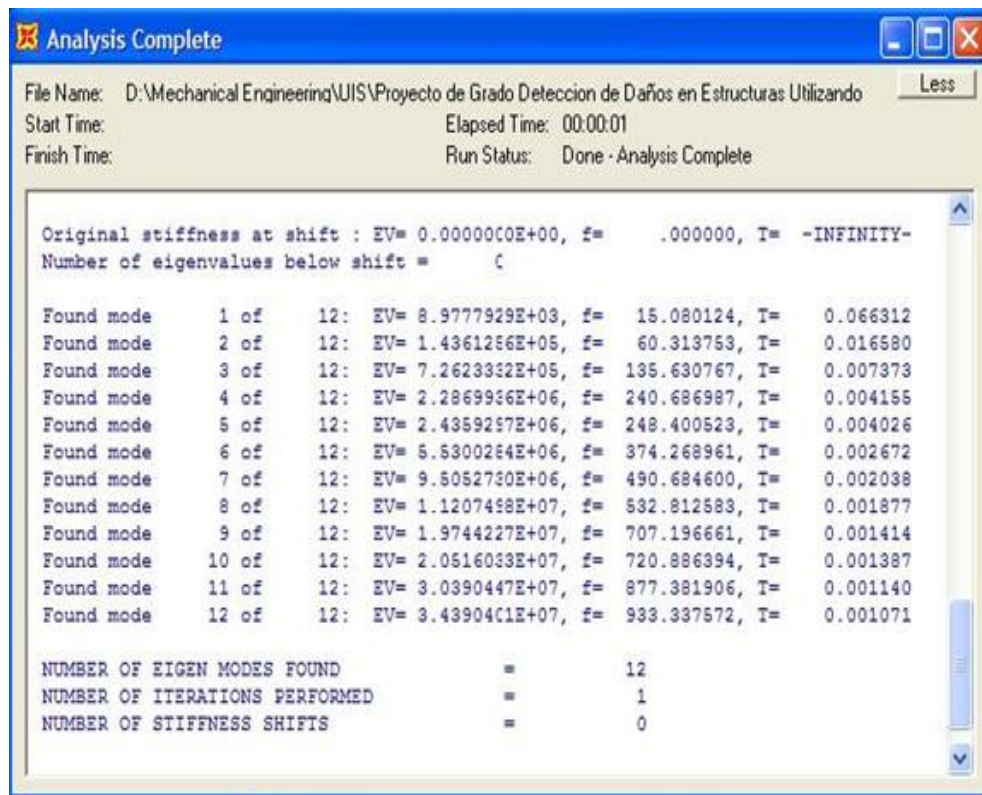 Analysis Complete
Less
File Name: D:\Mechanical Engineering\UIS\Proyecto de Grado Deteccion de Daños en Estructuras Utilizando
Start Time: Elapsed Time: 00:00:01
Finish Time: Run Status: Done - Analysis Complete
Original stiffness at shift : EV= 0.0000000E+00, f= .000000, T= -INFINITY-
Number of eigenvalues below shift = 0
Found mode 1 of 12: EV= 8.9777929E+03, f= 15.080124, T= 0.066312
Found mode 2 of 12: EV= 1.4361256E+05, f= 60.313753, T= 0.016580
Found mode 3 of 12: EV= 7.2623332E+05, f= 135.630767, T= 0.007373
Found mode 4 of 12: EV= 2.2869936E+06, f= 240.686987, T= 0.004155
Found mode 5 of 12: EV= 2.4359257E+06, f= 248.400523, T= 0.004026
Found mode 6 of 12: EV= 5.5300284E+06, f= 374.268961, T= 0.002672
Found mode 7 of 12: EV= 9.5052730E+06, f= 490.684600, T= 0.002038
Found mode 8 of 12: EV= 1.1207458E+07, f= 532.812583, T= 0.001877
Found mode 9 of 12: EV= 1.9744227E+07, f= 707.196661, T= 0.001414
Found mode 10 of 12: EV= 2.0516033E+07, f= 720.886394, T= 0.001387
Found mode 11 of 12: EV= 3.0390447E+07, f= 877.381906, T= 0.001140
Found mode 12 of 12: EV= 3.4390401E+07, f= 933.337572, T= 0.001071
NUMBER OF EIGEN MODES FOUND = 12
NUMBER OF ITERATIONS PERFORMED = 1
NUMBER OF STIFFNESS SHIFTS = 0